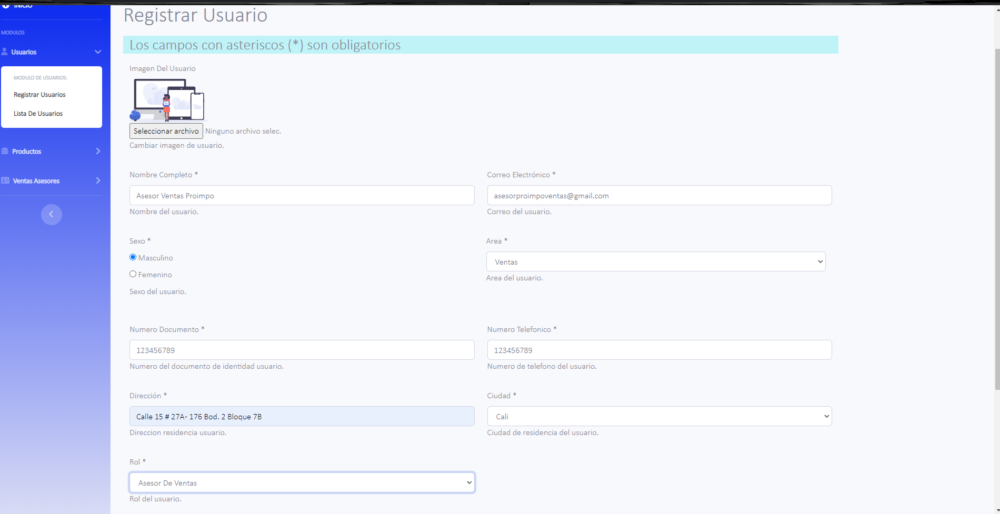 INICIO
MODULOS
Usuarios
MODULO DE USUARIOS:
Registrar Usuarios
Lista De Usuarios
Productos
Ventas Asesores
Registrar Usuario
Los campos con asteriscos (*) son obligatorios
Imagen Del Usuario
Seleccionar archivo Ninguno archivo selec.
Cambiar imagen de usuario.
Nombre Completo *
Asesor Ventas Proimpo
Nombre del usuario.
Correo Electrónico *
asesorproimpoventas@gmail.com
Correo del usuario.
Sexo *
Masculino
Femenino
Sexo del usuario.
Area *
Ventas
Area del usuario.
Numero Documento *
123456789
Numero del documento de identidad usuario.
Numero Telefonico *
123456789
Numero de telefono del usuario.
Dirección *
Calle 15 # 27A- 176 Bod. 2 Bloque 7B
Direccion residencia usuario.
Ciudad *
Cali
Ciudad de residencia del usuario.
Rol *
Asesor De Ventas
Rol del usuario.